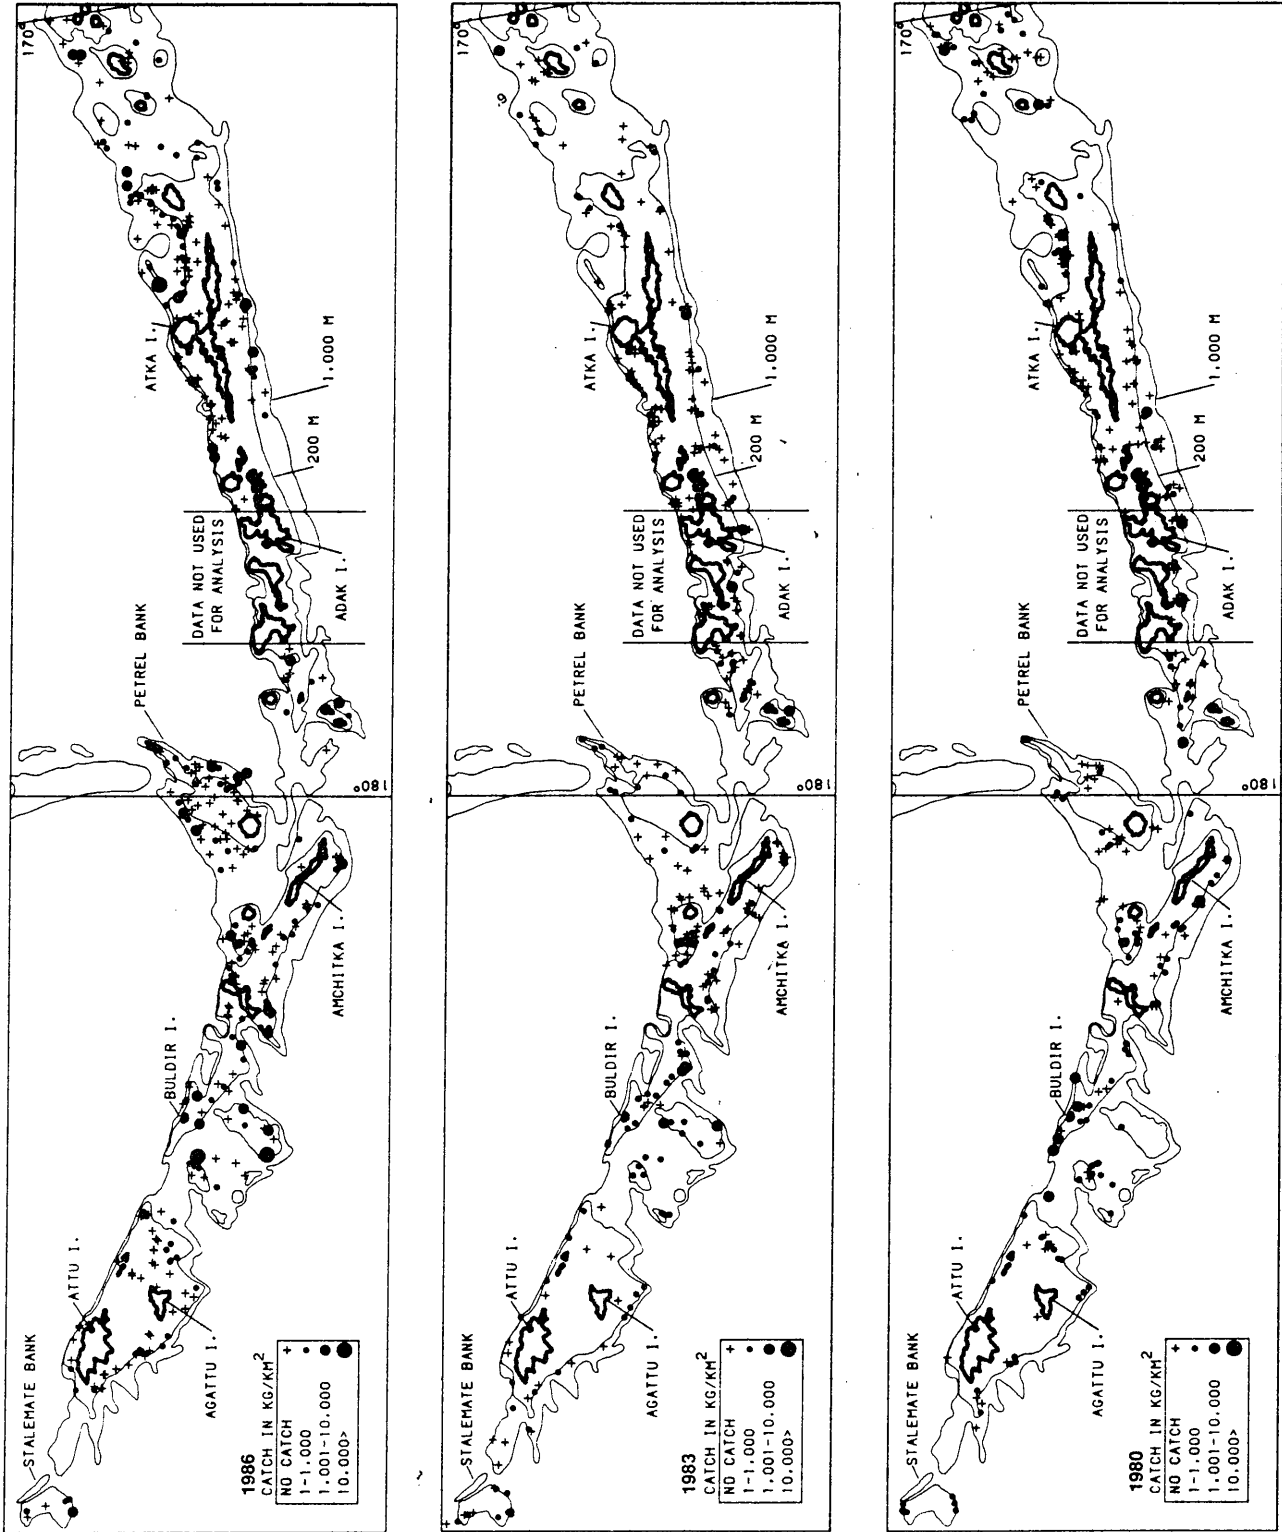 STALEMATE BANK
ATTU I.
BULDIR I.
PETREL BANK
ATKA I.
170°
DATA NOT USED
FOR ANALYSIS
AGATTU I.
AMCHITKA I.
180°
ADAK I.
200 M
1.000 M
1986
CATCH IN KG/KM²
NO CATCH +
1-1.000
1.001-10.000
10.000>
STALEMATE BANK
ATTU I.
BULDIR I.
PETREL BANK
ATKA I.
170°
DATA NOT USED
FOR ANALYSIS
AGATTU I.
AMCHITKA I.
180°
ADAK I.
200 M
1.000 M
1983
CATCH IN KG/KM²
NO CATCH +
1-1.000
1.001-10.000
10.000>
STALEMATE BANK
ATTU I.
BULDIR I.
PETREL BANK
ATKA I.
170°
DATA NOT USED
FOR ANALYSIS
AGATTU I.
AMCHITKA I.
180°
ADAK I.
200 M
1.000 M
1980
CATCH IN KG/KM²
NO CATCH +
1-1.000
1.001-10.000
10.000>